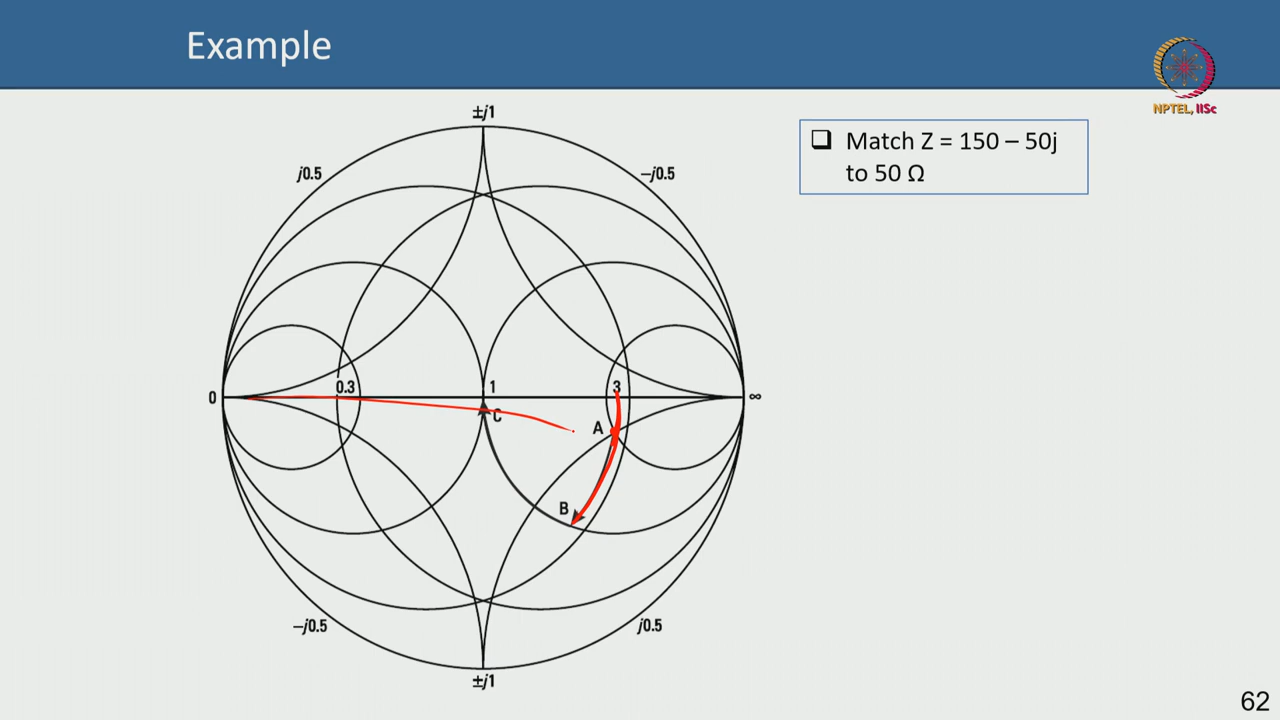 Example
NPTEL, IISc
±j1
j0.5
–j0.5
❑ Match Z = 150 – 50j
to 50 Ω
0
0.3
1
3
∞
C
A
B
–j0.5
j0.5
±j1
62